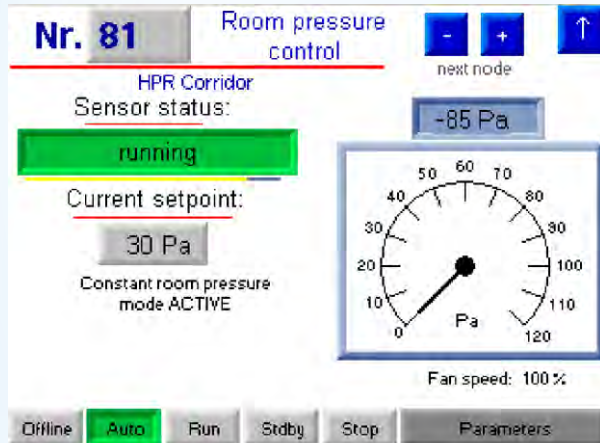 Nr. 81
Room pressure
control
- +
↑
next node
HPR Corridor
Sensor status:
running
Current setpoint:
30 Pa
Constant room pressure
mode ACTIVE
-85 Pa
0
10
20
30
40
50
60
70
80
90
100
110
120
Pa
Fan speed: 100 %
Offline Auto Run Stdby Stop Parameters